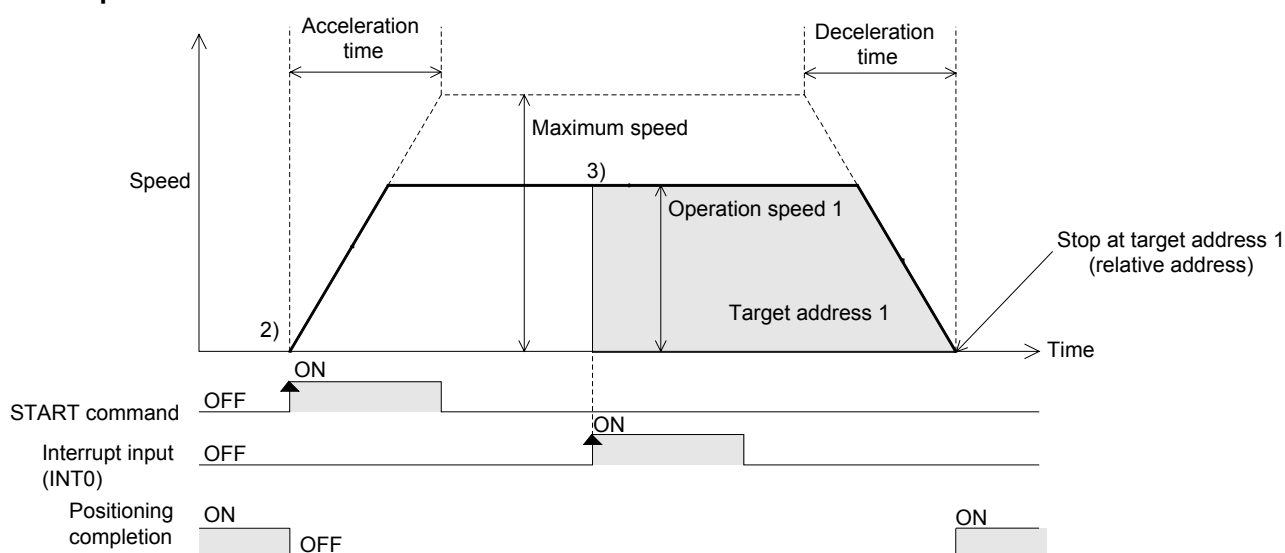 Acceleration
time
Deceleration
time
Maximum speed
3)
Speed
Operation speed 1
Stop at target address 1
(relative address)
Target address 1
2)
Time
ON
START command
OFF
ON
Interrupt input
(INT0)
OFF
Positioning
completion
ON
OFF
ON